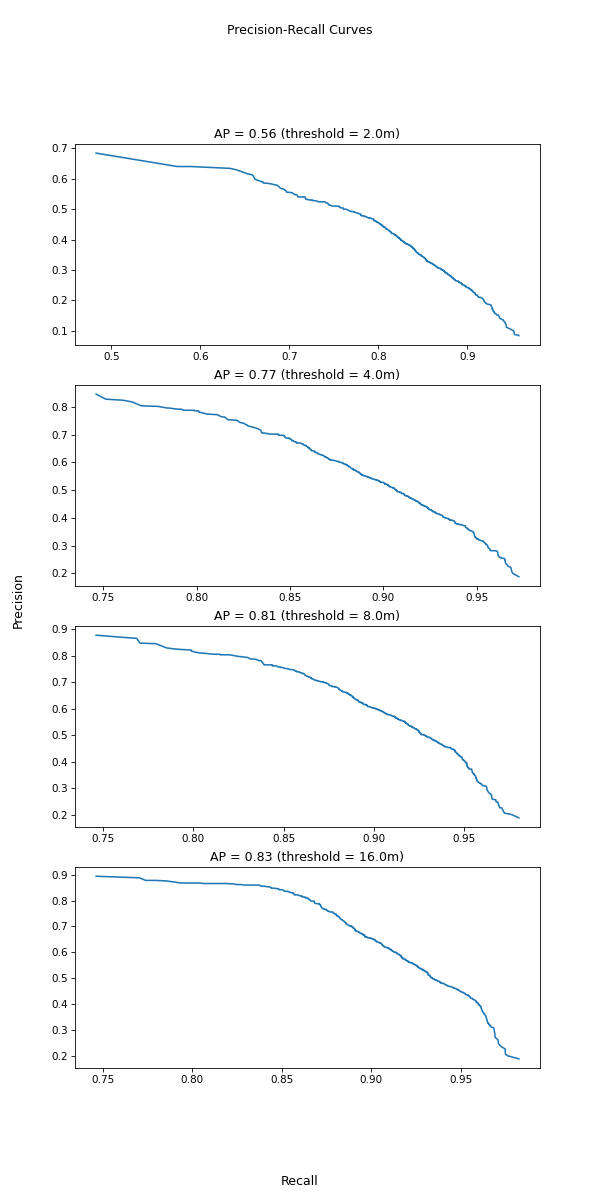 Precision-Recall Curves
AP = 0.56 (threshold = 2.0m)
0.7
0.6
0.5
0.4
0.3
0.2
0.1
0.5 0.6 0.7 0.8 0.9
AP = 0.77 (threshold = 4.0m)
0.8
0.7
0.6
0.5
0.4
0.3
0.2
0.75 0.80 0.85 0.90 0.95
Precision
AP = 0.81 (threshold = 8.0m)
0.9
0.8
0.7
0.6
0.5
0.4
0.3
0.2
0.75 0.80 0.85 0.90 0.95
AP = 0.83 (threshold = 16.0m)
0.9
0.8
0.7
0.6
0.5
0.4
0.3
0.2
0.75 0.80 0.85 0.90 0.95
Recall